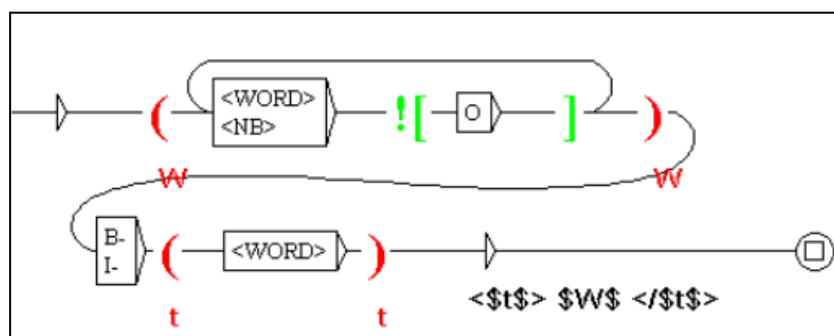 ( <WORD> ![ O ] )
<NB>
W W
B- ( <WORD> )
I-
<$t$> $W$ </$t$>
t t